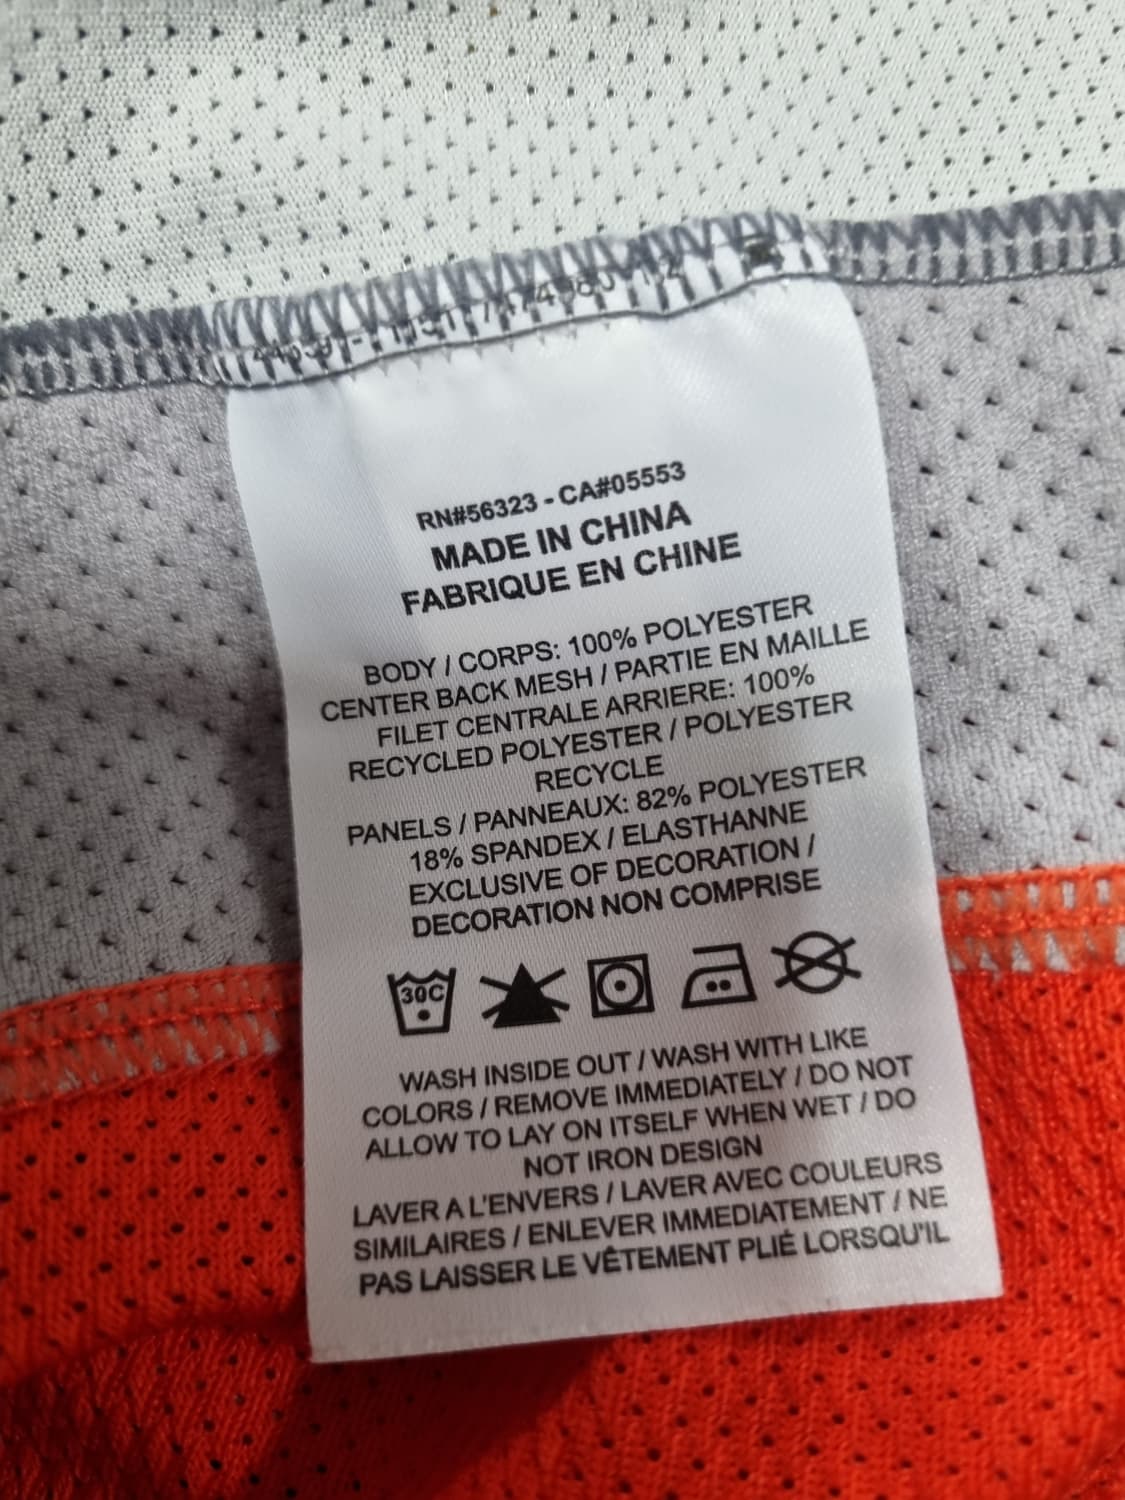 RN#56323 - CA#05553
MADE IN CHINA
FABRIQUE EN CHINE
BODY / CORPS: 100% POLYESTER
CENTER BACK MESH / PARTIE EN MAILLE
FILET CENTRALE ARRIERE: 100%
RECYCLED POLYESTER / POLYESTER
RECYCLE
PANELS / PANNEAUX: 82% POLYESTER
18% SPANDEX / ELASTHANNE
EXCLUSIVE OF DECORATION /
DECORATION NON COMPRISE
30C
WASH INSIDE OUT / WASH WITH LIKE
COLORS / REMOVE IMMEDIATELY / DO NOT
ALLOW TO LAY ON ITSELF WHEN WET / DO
NOT IRON DESIGN
LAVER A L'ENVERS / LAVER AVEC COULEURS
SIMILAIRES / ENLEVER IMMEDIATEMENT / NE
PAS LAISSER LE VÊTEMENT PLIÉ LORSQU'IL